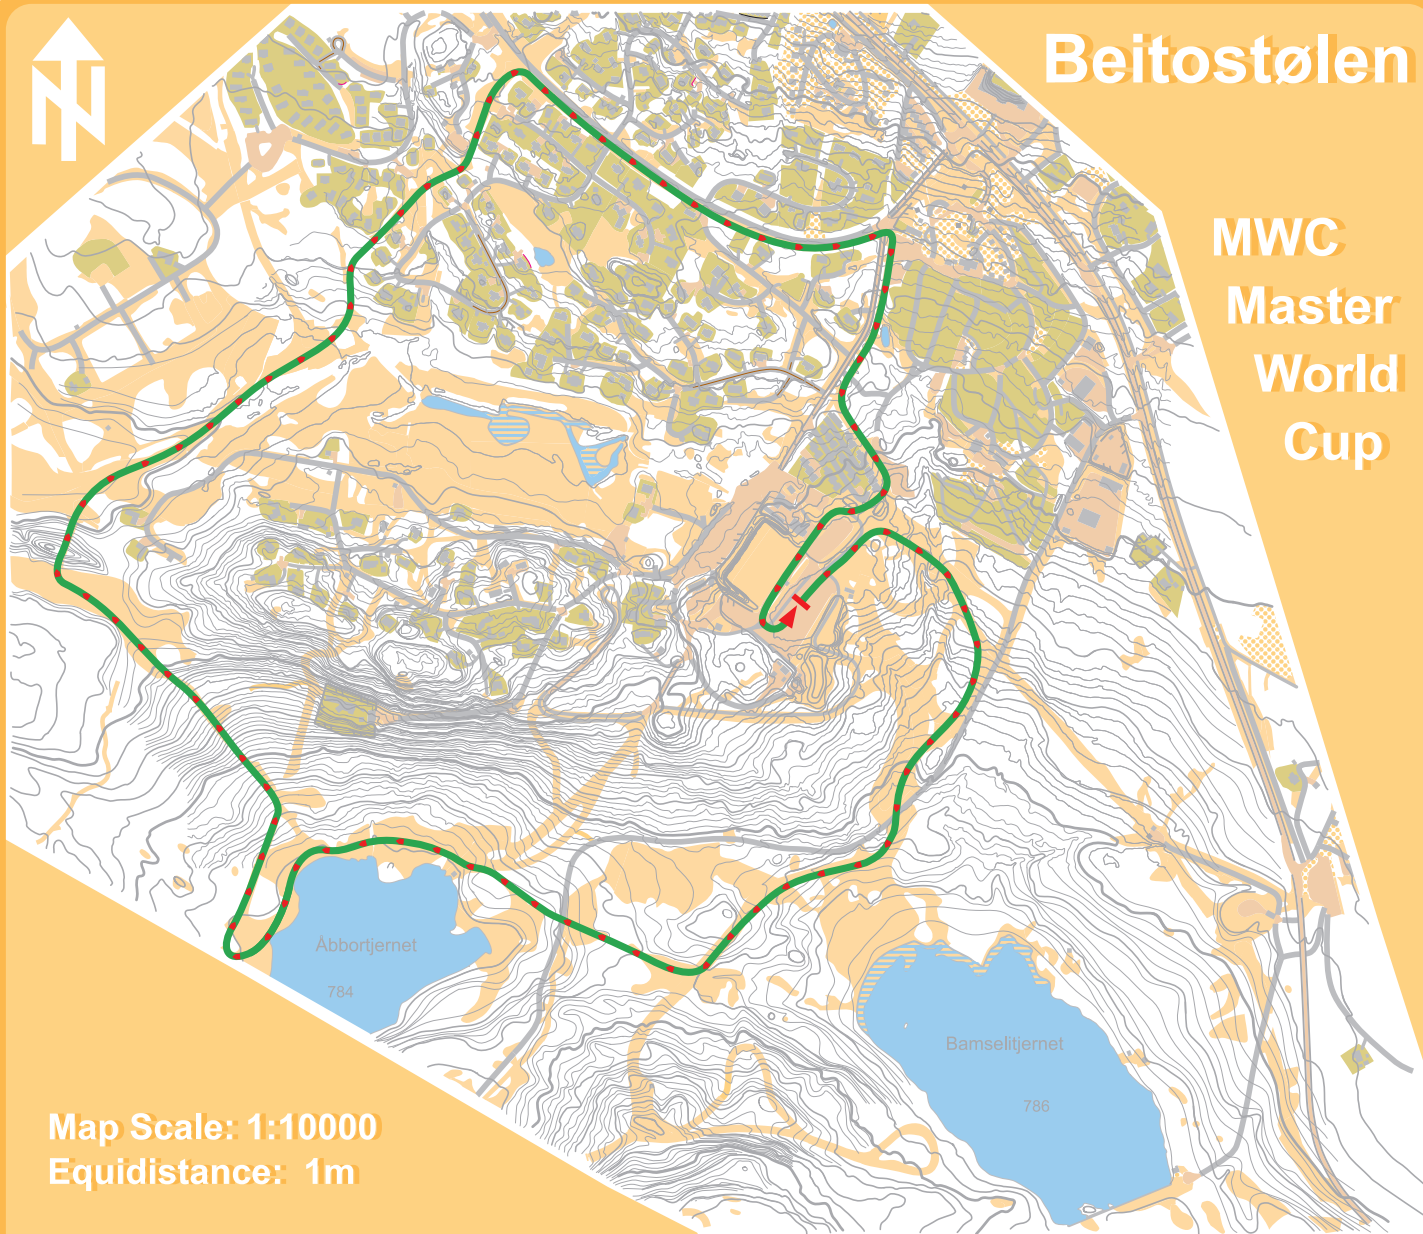 N
Beitostølen
MWC
Master
World
Cup
Åbbortjernet
784
Bamselitjernet
786
Map Scale: 1:10000
Equidistance: 1m